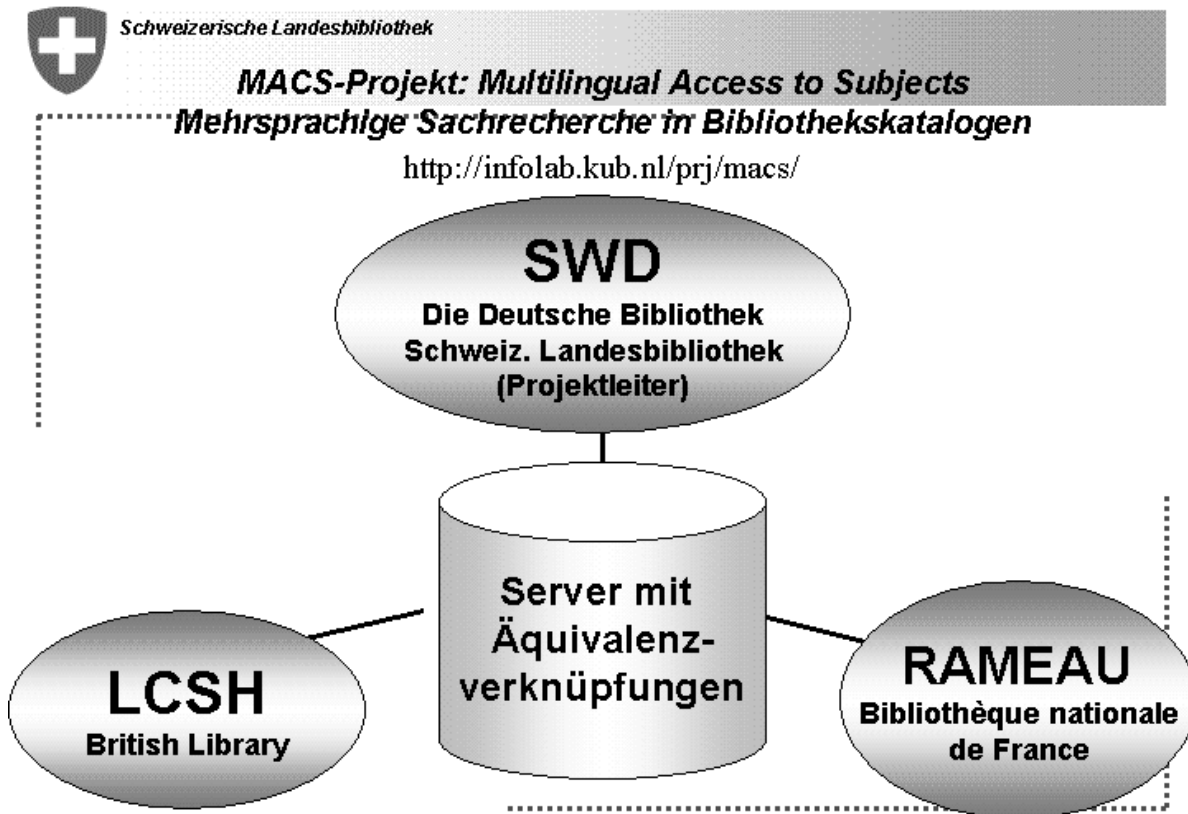 Schweizerische Landesbibliothek
MACS-Projekt: Multilingual Access to Subjects
Mehrsprachige Sachrecherche in Bibliothekskatalogen
http://infolab.kub.nl/prj/macs/
SWD
Die Deutsche Bibliothek
Schweiz. Landesbibliothek
(Projektleiter)
Server mit
Äquivalenz-
verknüpfungen
LCSH
British Library
RAMEAU
Bibliothèque nationale
de France